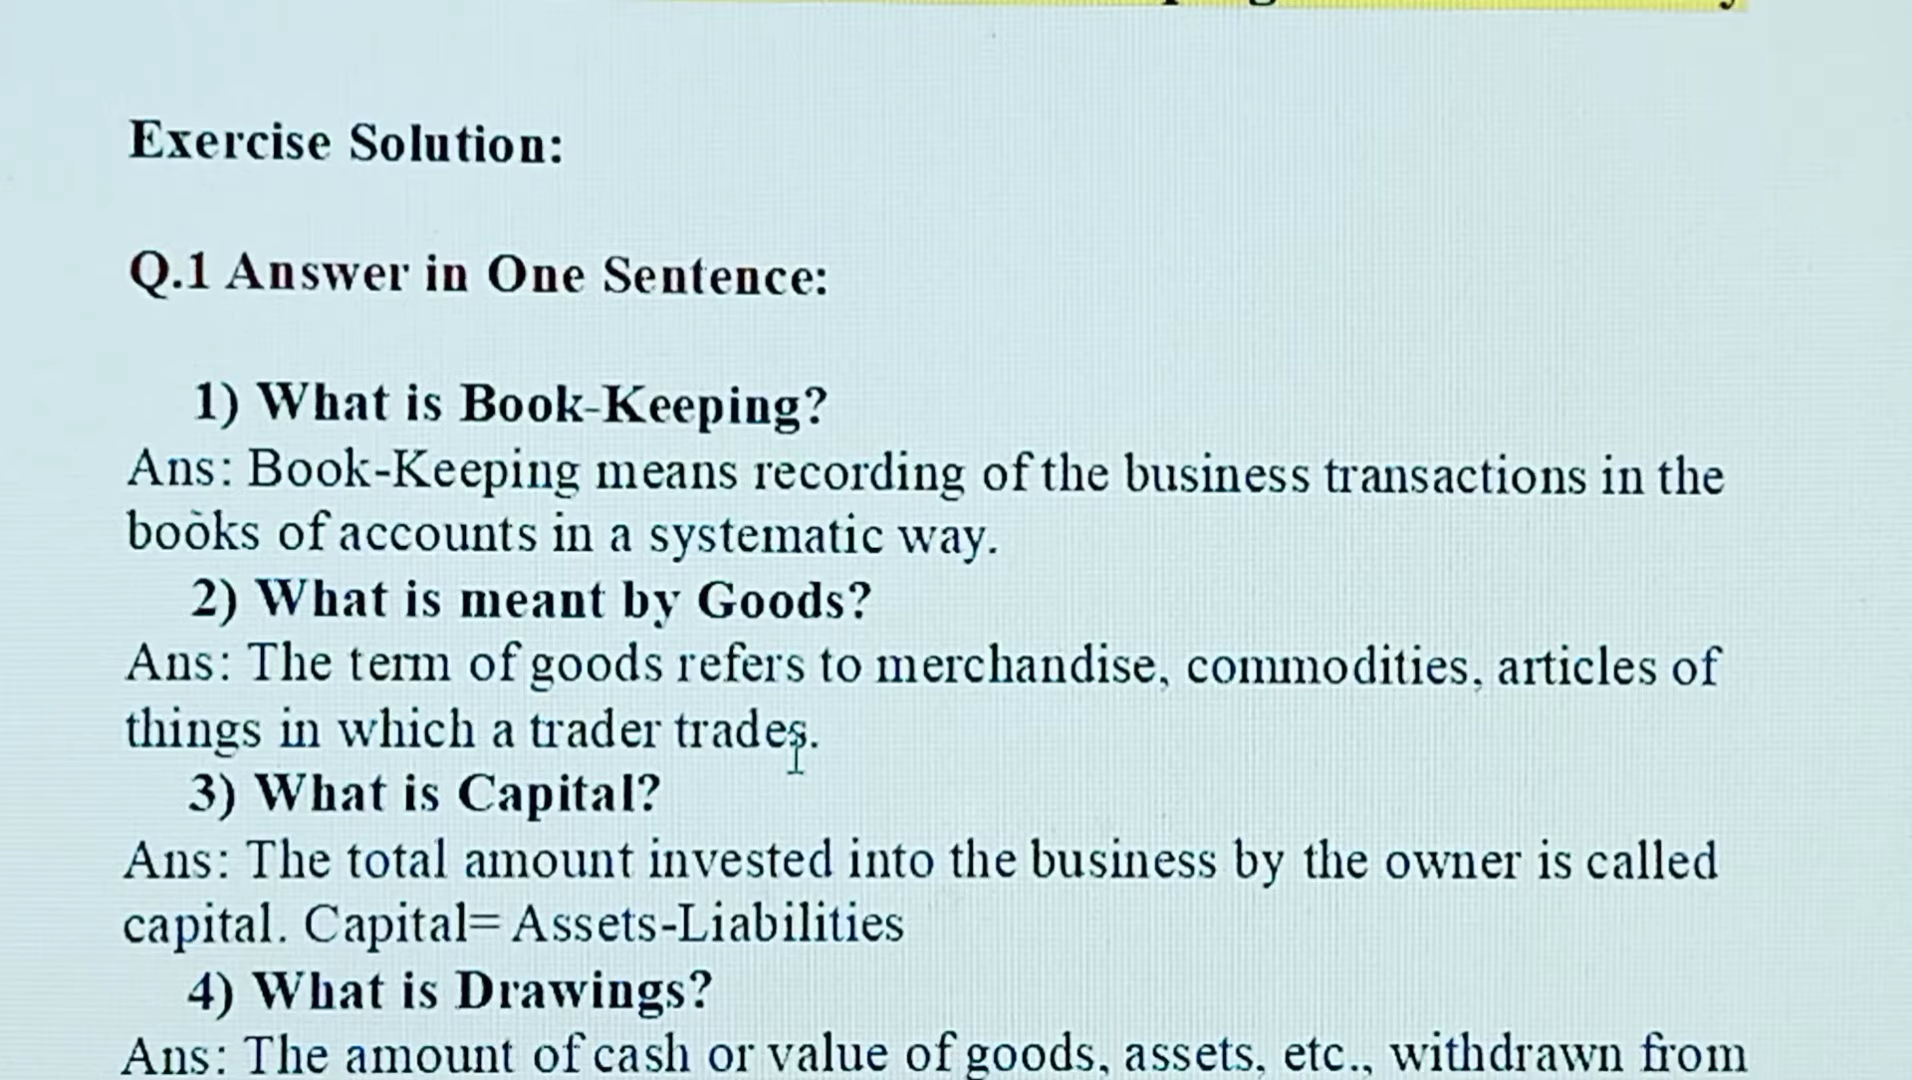 Exercise Solution:
Q.1 Answer in One Sentence:
1) What is Book-Keeping?
Ans: Book-Keeping means recording of the business transactions in the
books of accounts in a systematic way.
2) What is meant by Goods?
Ans: The term of goods refers to merchandise, commodities, articles of
things in which a trader trades.
3) What is Capital?
Ans: The total amount invested into the business by the owner is called
capital. Capital= Assets-Liabilities
4) What is Drawings?
Ans: The amount of cash or value of goods, assets, etc., withdrawn from